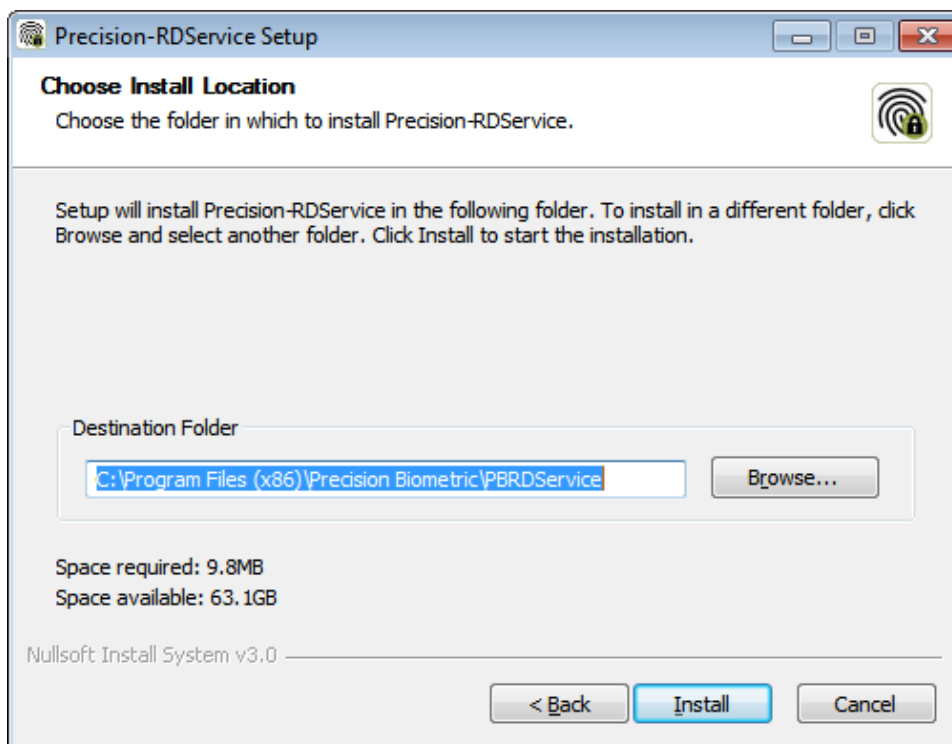 Precision-RDService Setup
Choose Install Location
Choose the folder in which to install Precision-RDService.
Setup will install Precision-RDService in the following folder. To install in a different folder, click
Browse and select another folder. Click Install to start the installation.
Destination Folder
C:\Program Files (x86)\Precision Biometric\PBRDService
Browse...
Space required: 9.8MB
Space available: 63.1GB
Nullsoft Install System v3.0
< Back
Install
Cancel